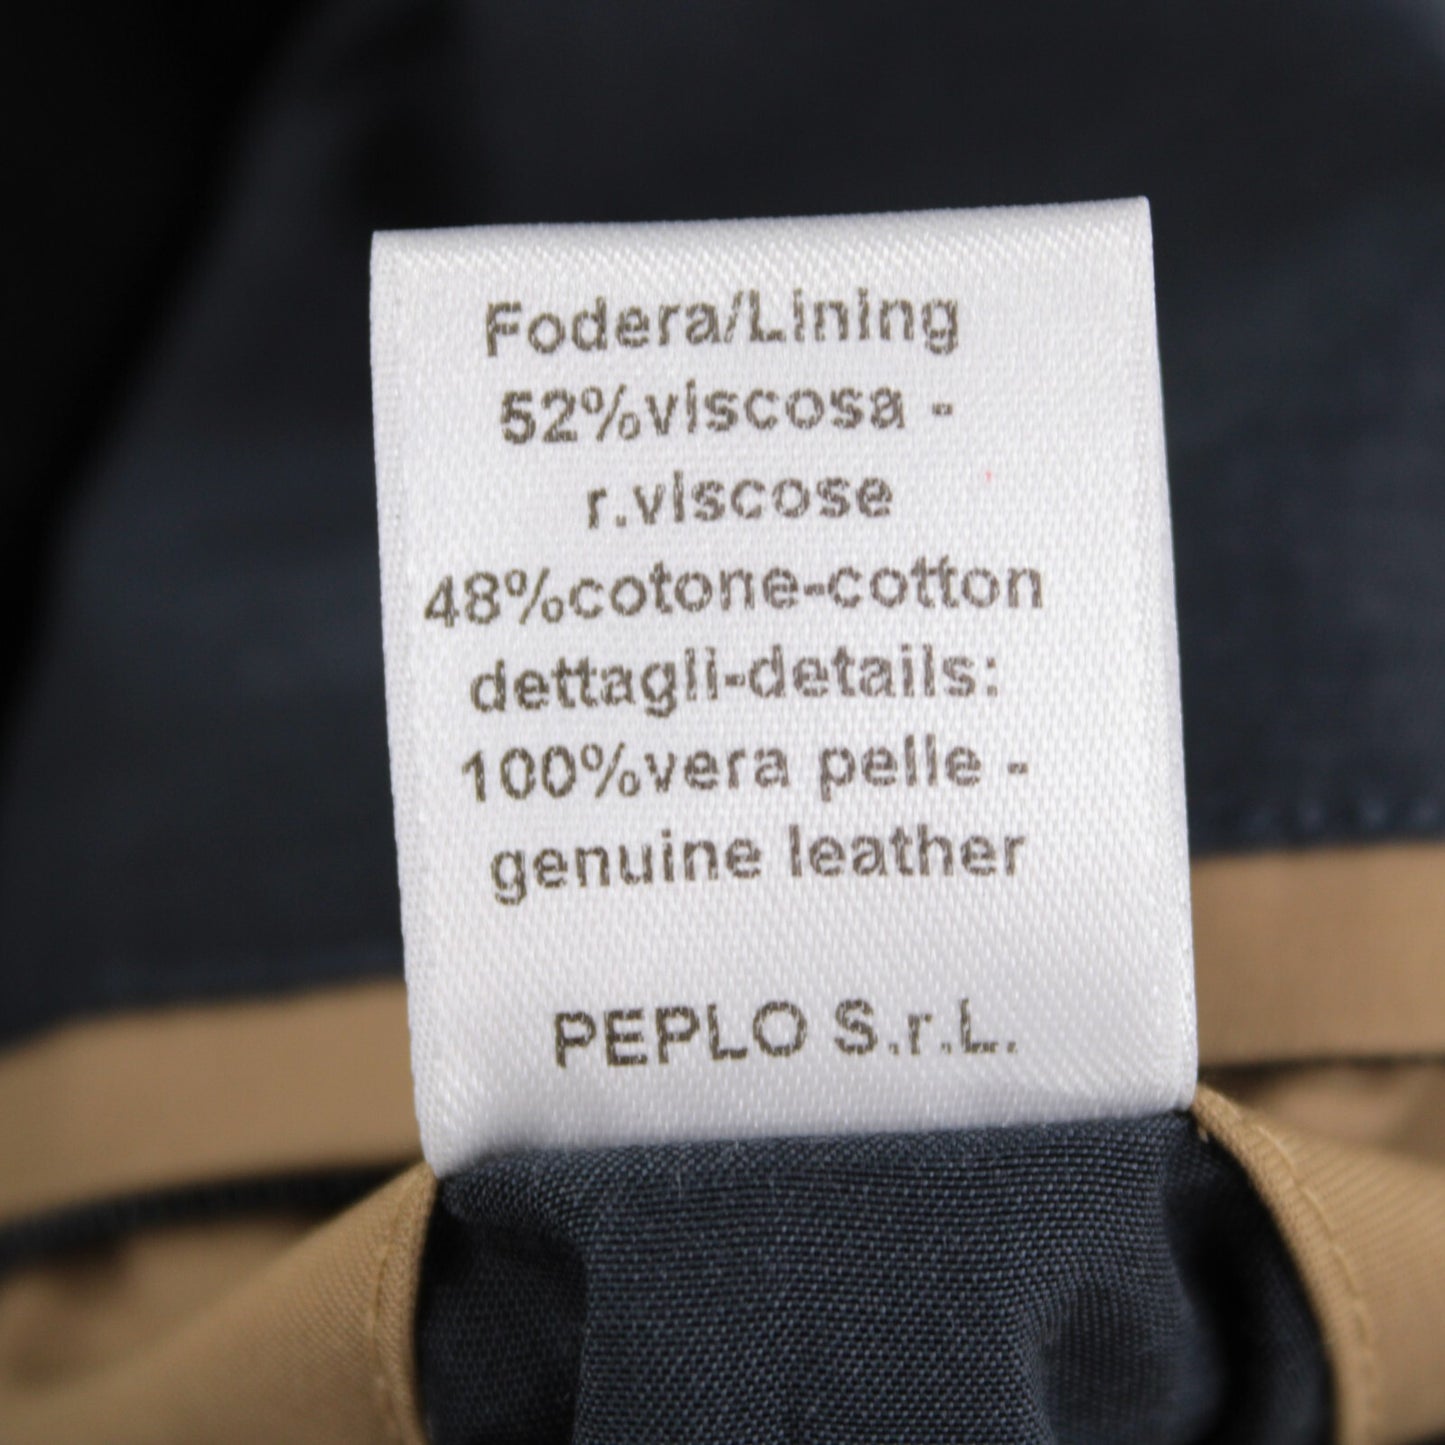 Fodera/Lining
52%viscosa -
r.viscose
48%cotone-cotton
dettagli-details:
100%vera pelle -
genuine leather
PEPLO S.r.L.